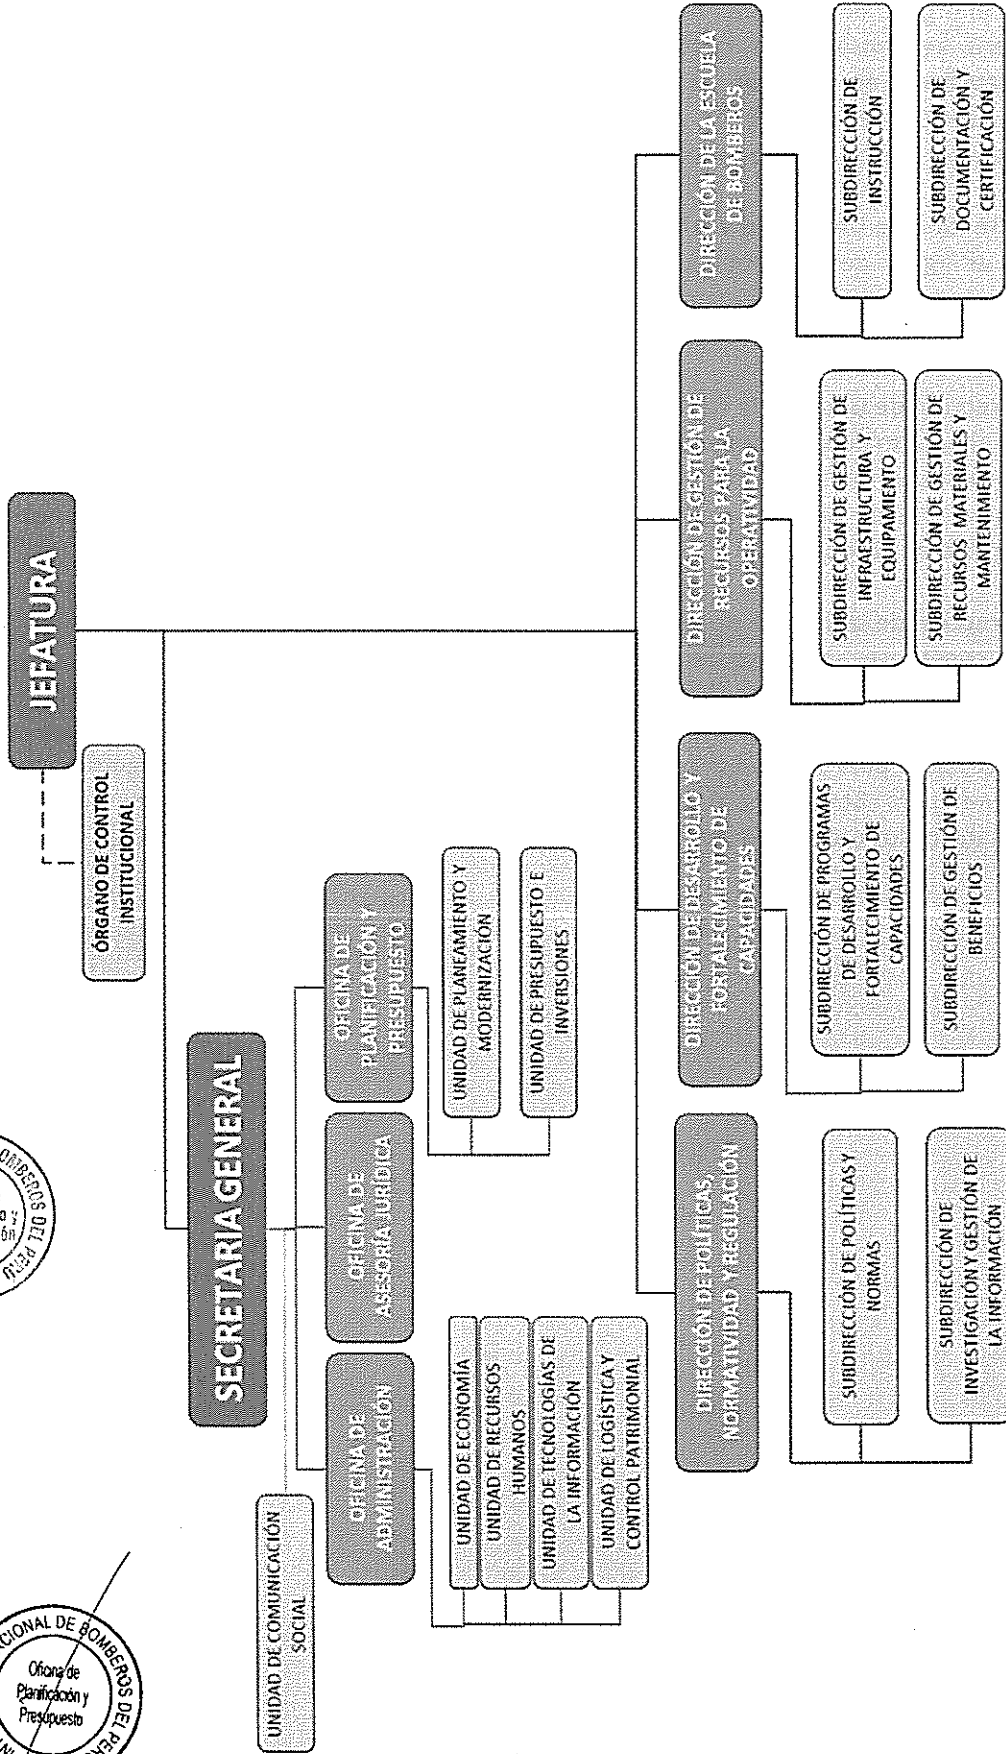 JEFATURA
ÓRGANO DE CONTROL
INSTITUCIONAL
SECRETARIA GENERAL
UNIDAD DE COMUNICACIÓN
SOCIAL
OFICINA DE
ADMINISTRACIÓN
OFICINA DE
ASESORÍA JURÍDICA
OFICINA DE
PLANIFICACIÓN Y
PRESUPUESTO
UNIDAD DE ECONOMÍA
UNIDAD DE RECURSOS
HUMANOS
UNIDAD DE TECNOLOGÍAS DE
LA INFORMACIÓN
UNIDAD DE LOGÍSTICA Y
CONTROL PATRIMONIAL
UNIDAD DE PLANEAMIENTO Y
MODERNIZACIÓN
UNIDAD DE PRESUPUESTO E
INVERSIONES
DIRECCIÓN DE POLÍTICAS,
NORMATIVIDAD Y REGULACIÓN
SUBDIRECCIÓN DE POLÍTICAS Y
NORMAS
SUBDIRECCIÓN DE
INVESTIGACIÓN Y GESTIÓN DE
LA INFORMACIÓN
DIRECCIÓN DE DESARROLLO Y
FORTALECIMIENTO DE
CAPACIDADES
SUBDIRECCIÓN DE PROGRAMAS
DE DESARROLLO Y
FORTALECIMIENTO DE
CAPACIDADES
SUBDIRECCIÓN DE GESTIÓN DE
BENEFICIOS
DIRECCIÓN DE GESTIÓN DE
RECURSOS PARA LA
OPERATIVIDAD
SUBDIRECCIÓN DE GESTIÓN DE
INFRAESTRUCTURA Y
EQUIPAMIENTO
SUBDIRECCIÓN DE GESTIÓN DE
RECURSOS MATERIALES Y
MANTENIMIENTO
DIRECCIÓN DE LA ESCUELA
DE BOMBEROS
SUBDIRECCIÓN DE
INSTRUCCIÓN
SUBDIRECCIÓN DE
DOCUMENTACIÓN Y
CERTIFICACIÓN
BOMBEROS DEL PERÚ
DE BOMBEROS DEL
Oficina de
Planificación y
Presupuesto